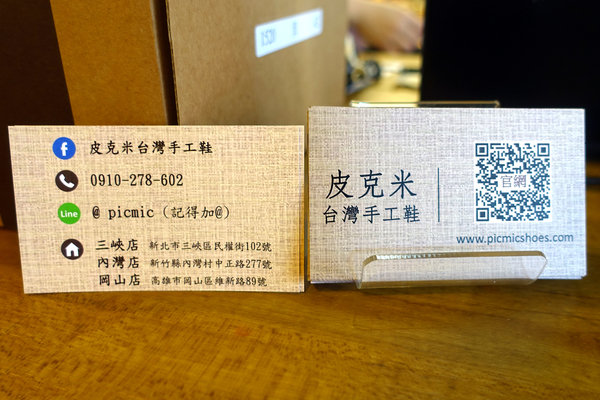 皮克米台灣手工鞋
0910-278-602
Line
@ picmic (記得加@)
三峽店 新北市三峽區民權街102號
內灣店 新竹縣內灣村中正路277號
岡山店 高雄市岡山區維新路89號
皮克米
台灣手工鞋
官網
www.picmicshoes.com